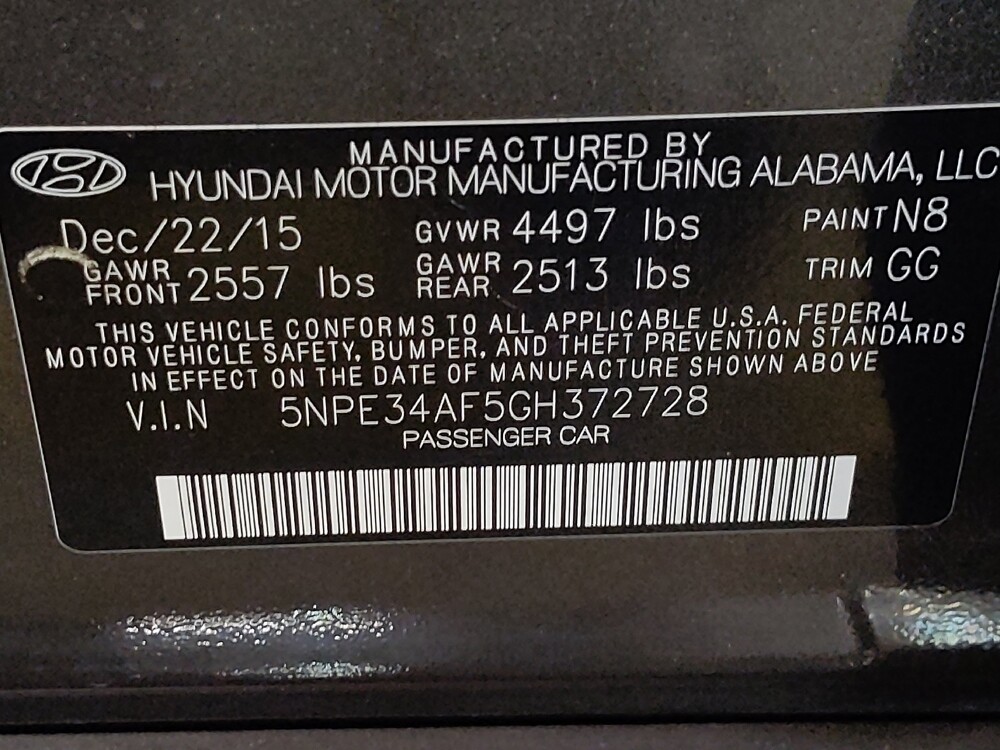 MANUFACTURED BY
HYUNDAI MOTOR MANUFACTURING ALABAMA, LLC
Dec/22/15 GVWR 4497 lbs PAINT N8
GAWR FRONT 2557 lbs GAWR REAR 2513 lbs TRIM GG
THIS VEHICLE CONFORMS TO ALL APPLICABLE U.S.A. FEDERAL
MOTOR VEHICLE SAFETY, BUMPER, AND THEFT PREVENTION STANDARDS
IN EFFECT ON THE DATE OF MANUFACTURE SHOWN ABOVE
V.I.N 5NPE34AF5GH372728
PASSENGER CAR